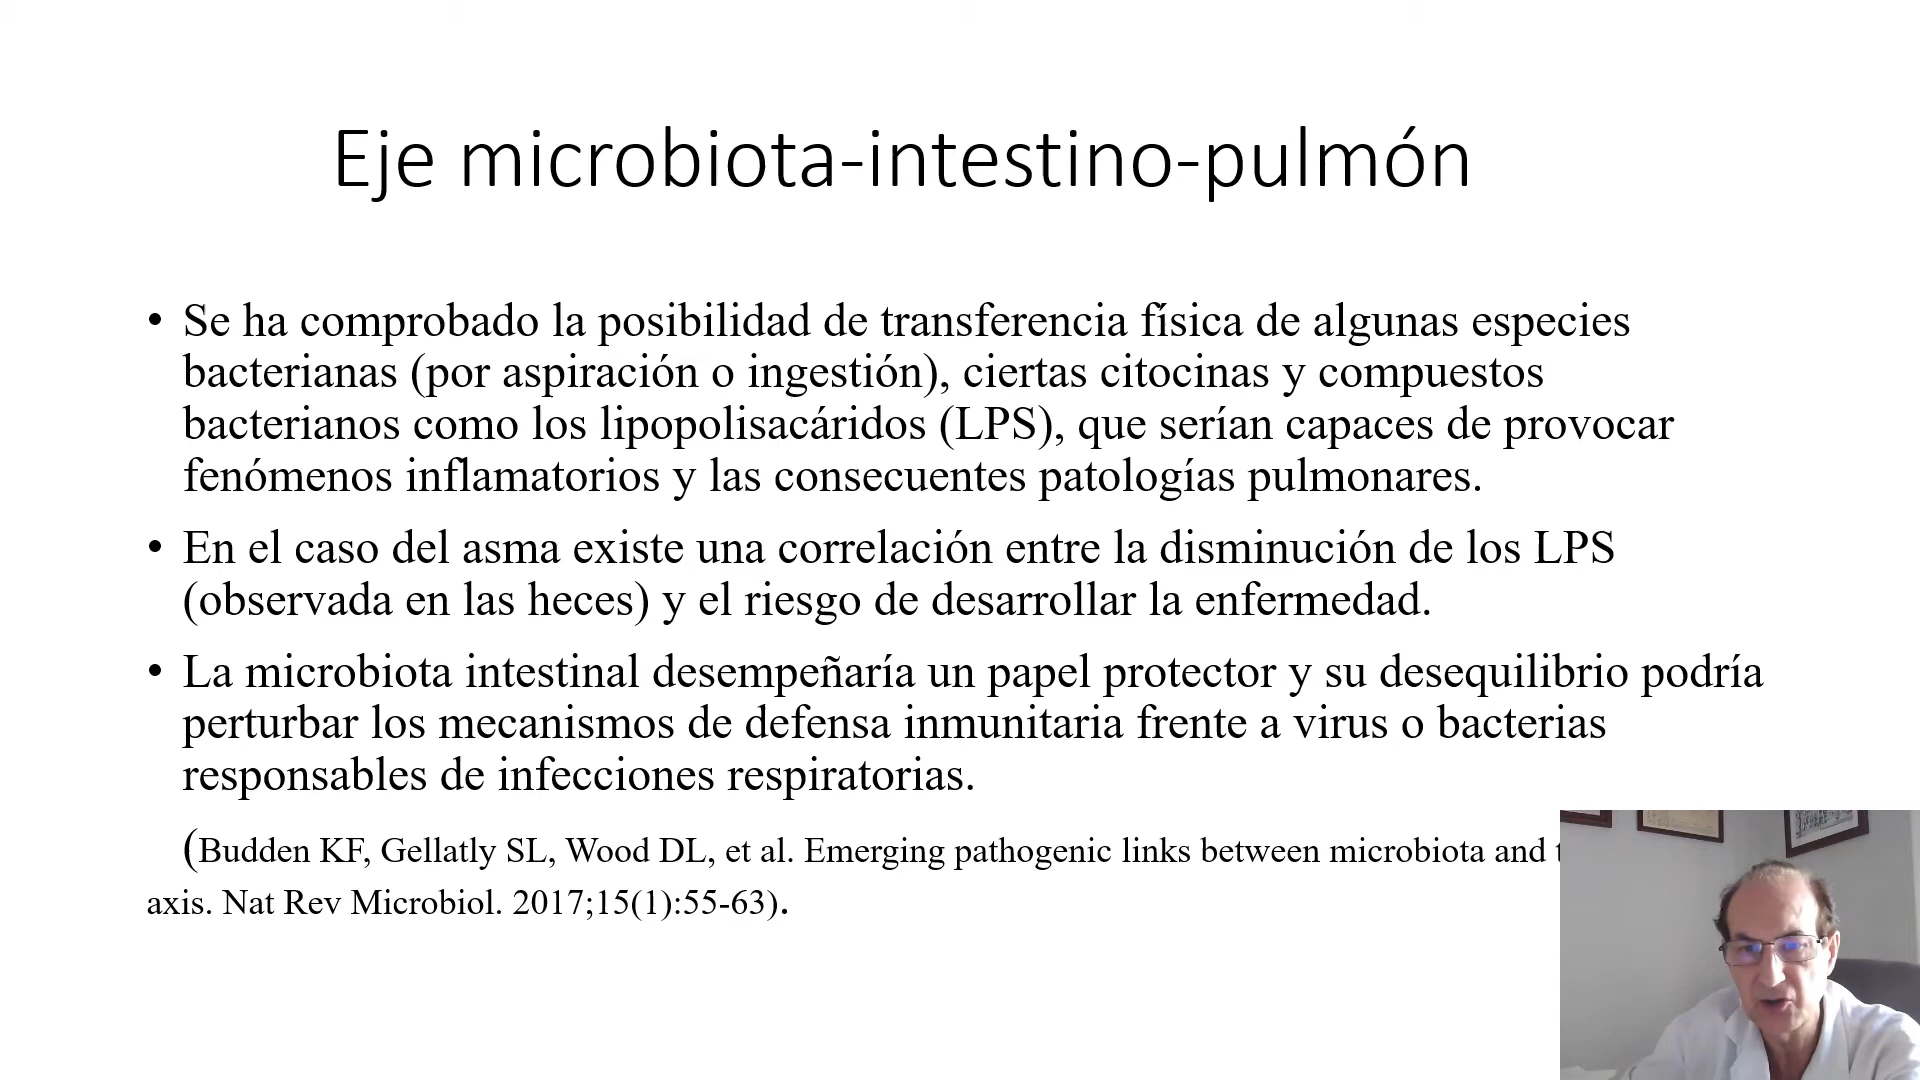 Eje microbiota-intestino-pulmón
• Se ha comprobado la posibilidad de transferencia física de algunas especies
bacterianas (por aspiración o ingestión), ciertas citocinas y compuestos
bacterianos como los lipopolisacáridos (LPS), que serían capaces de provocar
fenómenos inflamatorios y las consecuentes patologías pulmonares.
• En el caso del asma existe una correlación entre la disminución de los LPS
(observada en las heces) y el riesgo de desarrollar la enfermedad.
• La microbiota intestinal desempeñaría un papel protector y su desequilibrio podría
perturbar los mecanismos de defensa inmunitaria frente a virus o bacterias
responsables de infecciones respiratorias.
(Budden KF, Gellatly SL, Wood DL, et al. Emerging pathogenic links between microbiota and
axis. Nat Rev Microbiol. 2017;15(1):55-63).